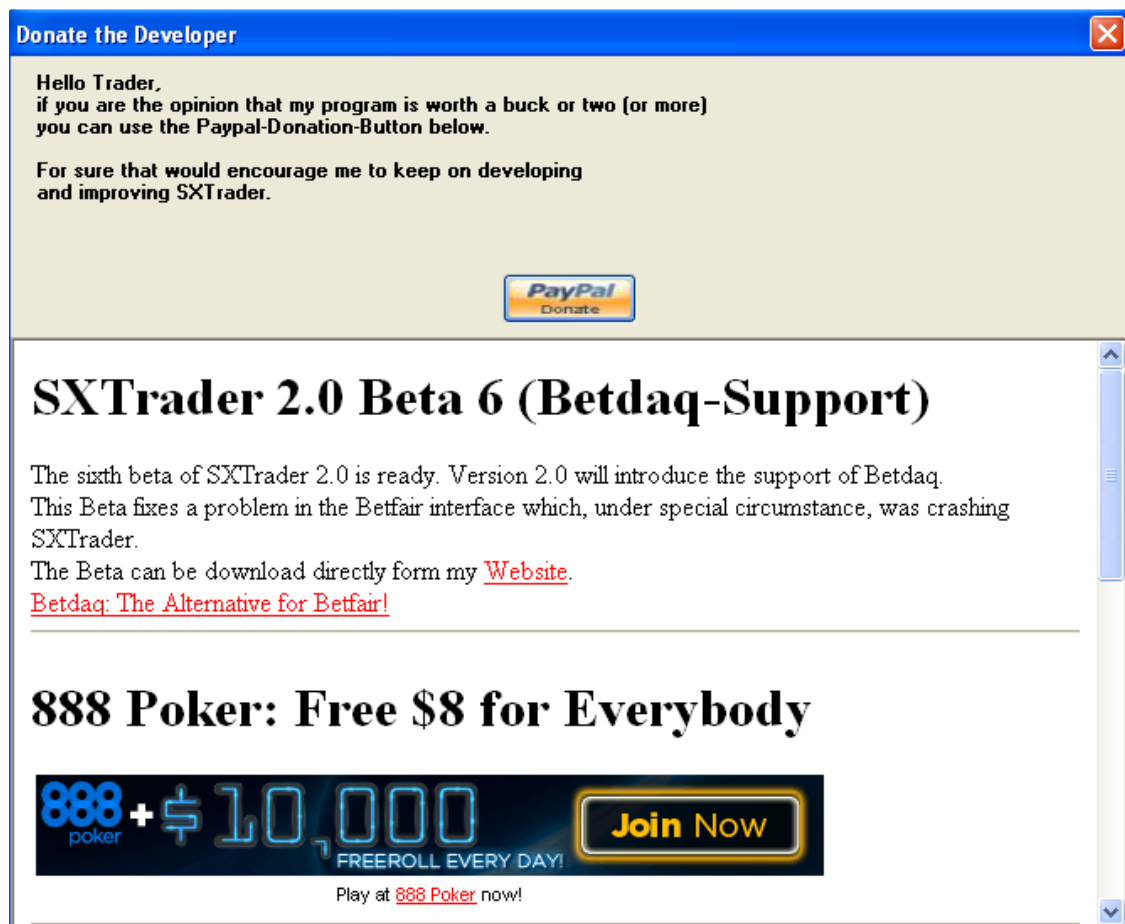 Donate the Developer
Hello Trader,
if you are the opinion that my program is worth a buck or two (or more)
you can use the Paypal-Donation-Button below.
For sure that would encourage me to keep on developing
and improving SXTrader.
PayPal
Donate
SXTrader 2.0 Beta 6 (Betdaq-Support)
The sixth beta of SXTrader 2.0 is ready. Version 2.0 will introduce the support of Betdaq.
This Beta fixes a problem in the Betfair interface which, under special circumstance, was crashing
SXTrader.
The Beta can be download directly form my Website.
Betdaq: The Alternative for Betfair!
888 Poker: Free $8 for Everybody
888 poker + $10,000 FREEROLL EVERY DAY! Join Now
Play at 888 Poker now!